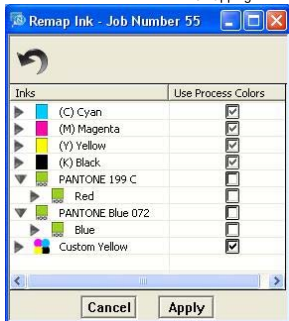 Remap Ink - Job Number 55
Inks Use Process Colors
(C) Cyan
(M) Magenta
(Y) Yellow
(K) Black
PANTONE 199 C
Red
PANTONE Blue 072
Blue
Custom Yellow
Cancel Apply